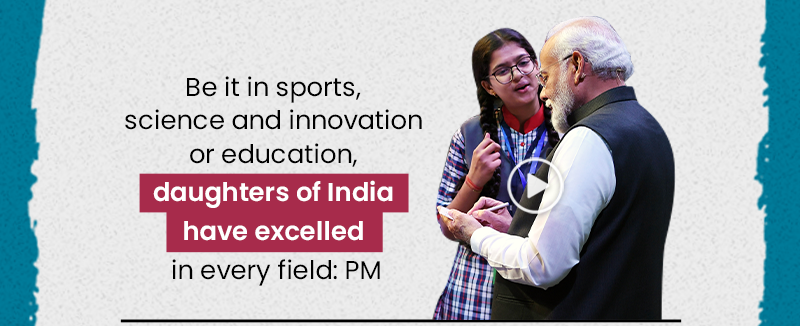 Be it in sports,
science and innovation
or education,
daughters of India
have excelled
in every field: PM